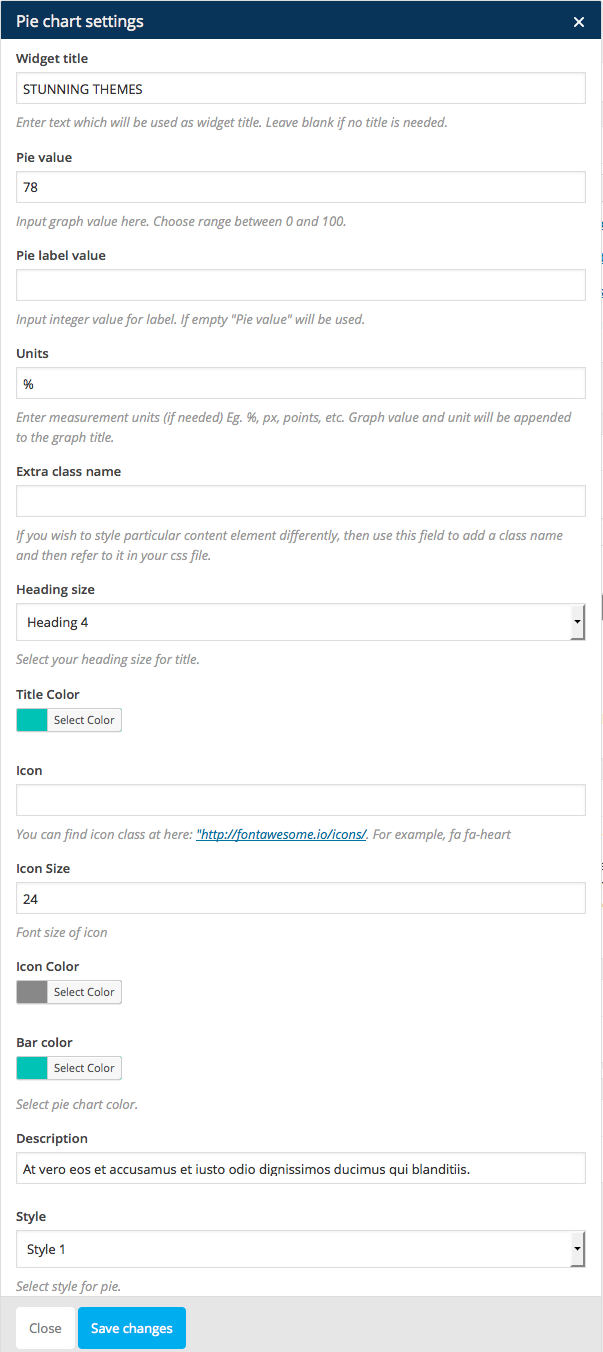 Pie chart settings ×
Widget title
STUNNING THEMES
Enter text which will be used as widget title. Leave blank if no title is needed.
Pie value
78
Input graph value here. Choose range between 0 and 100.
Pie label value
Input integer value for label. If empty "Pie value" will be used.
Units
%
Enter measurement units (if needed) Eg. %, px, points, etc. Graph value and unit will be appended
to the graph title.
Extra class name
If you wish to style particular content element differently, then use this field to add a class name
and then refer to it in your css file.
Heading size
Heading 4
Select your heading size for title.
Title Color
Select Color
Icon
You can find icon class at here: "http://fontawesome.io/icons/. For example, fa fa-heart
Icon Size
24
Font size of icon
Icon Color
Select Color
Bar color
Select Color
Select pie chart color.
Description
At vero eos et accusamus et iusto odio dignissimos ducimus qui blanditiis.
Style
Style 1
Select style for pie.
Close Save changes